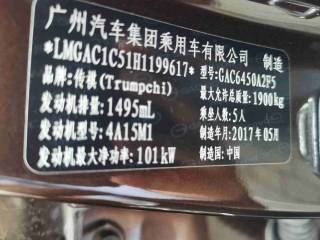 广州汽车集团乘用车有限公司 制造
*LMGAC1C51H1199617* 型号:GAC6450A2F5
品牌:传祺(Trumpchi) 最大允许总质量:1900kg
发动机排量:1495mL 乘坐人数:5人
发动机型号:4A15M1 制造年月:2017年05月
发动机最大净功率:101kW 制造国:中国